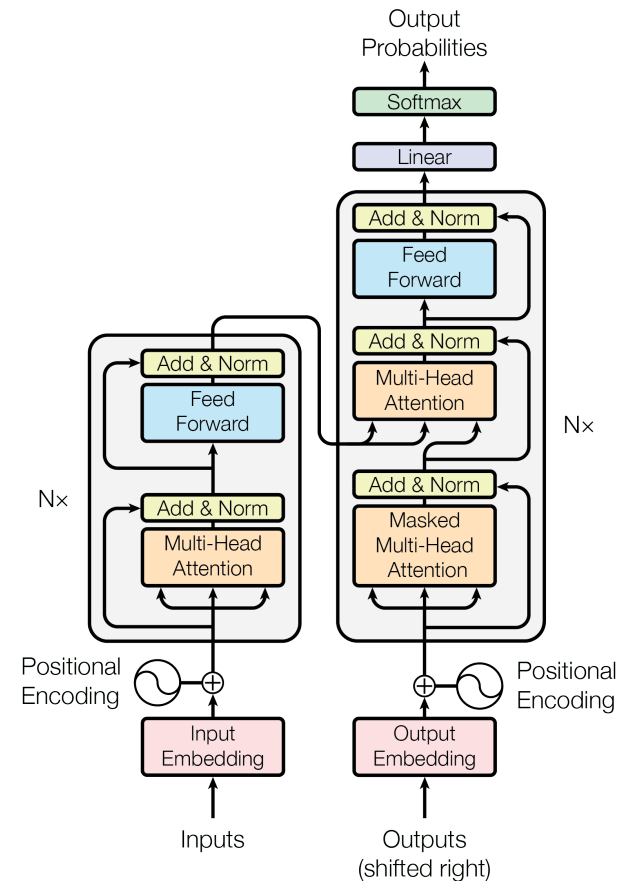 Output
Probabilities
Softmax
Linear
Add & Norm
Feed
Forward
Add & Norm
Multi-Head
Attention
Add & Norm
Masked
Multi-Head
Attention
N×
Add & Norm
Feed
Forward
Add & Norm
Multi-Head
Attention
N×
Positional
Encoding
Positional
Encoding
Input
Embedding
Output
Embedding
Inputs
Outputs
(shifted right)